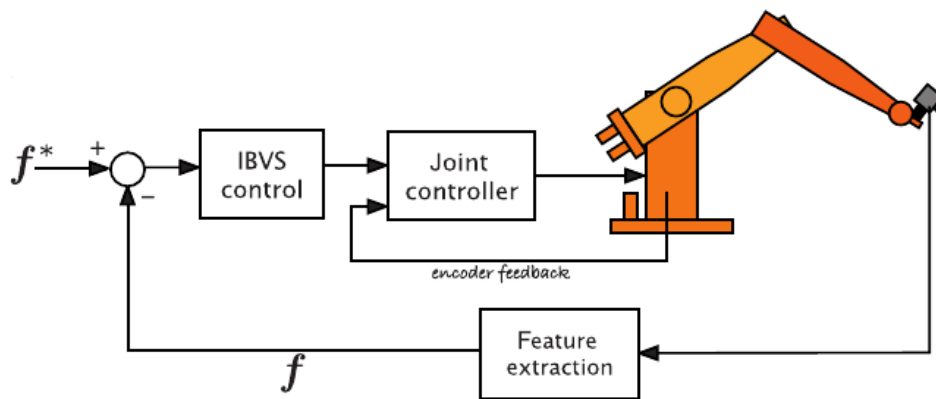 f*
+
−
IBVS
control
Joint
controller
encoder feedback
Feature
extraction
f